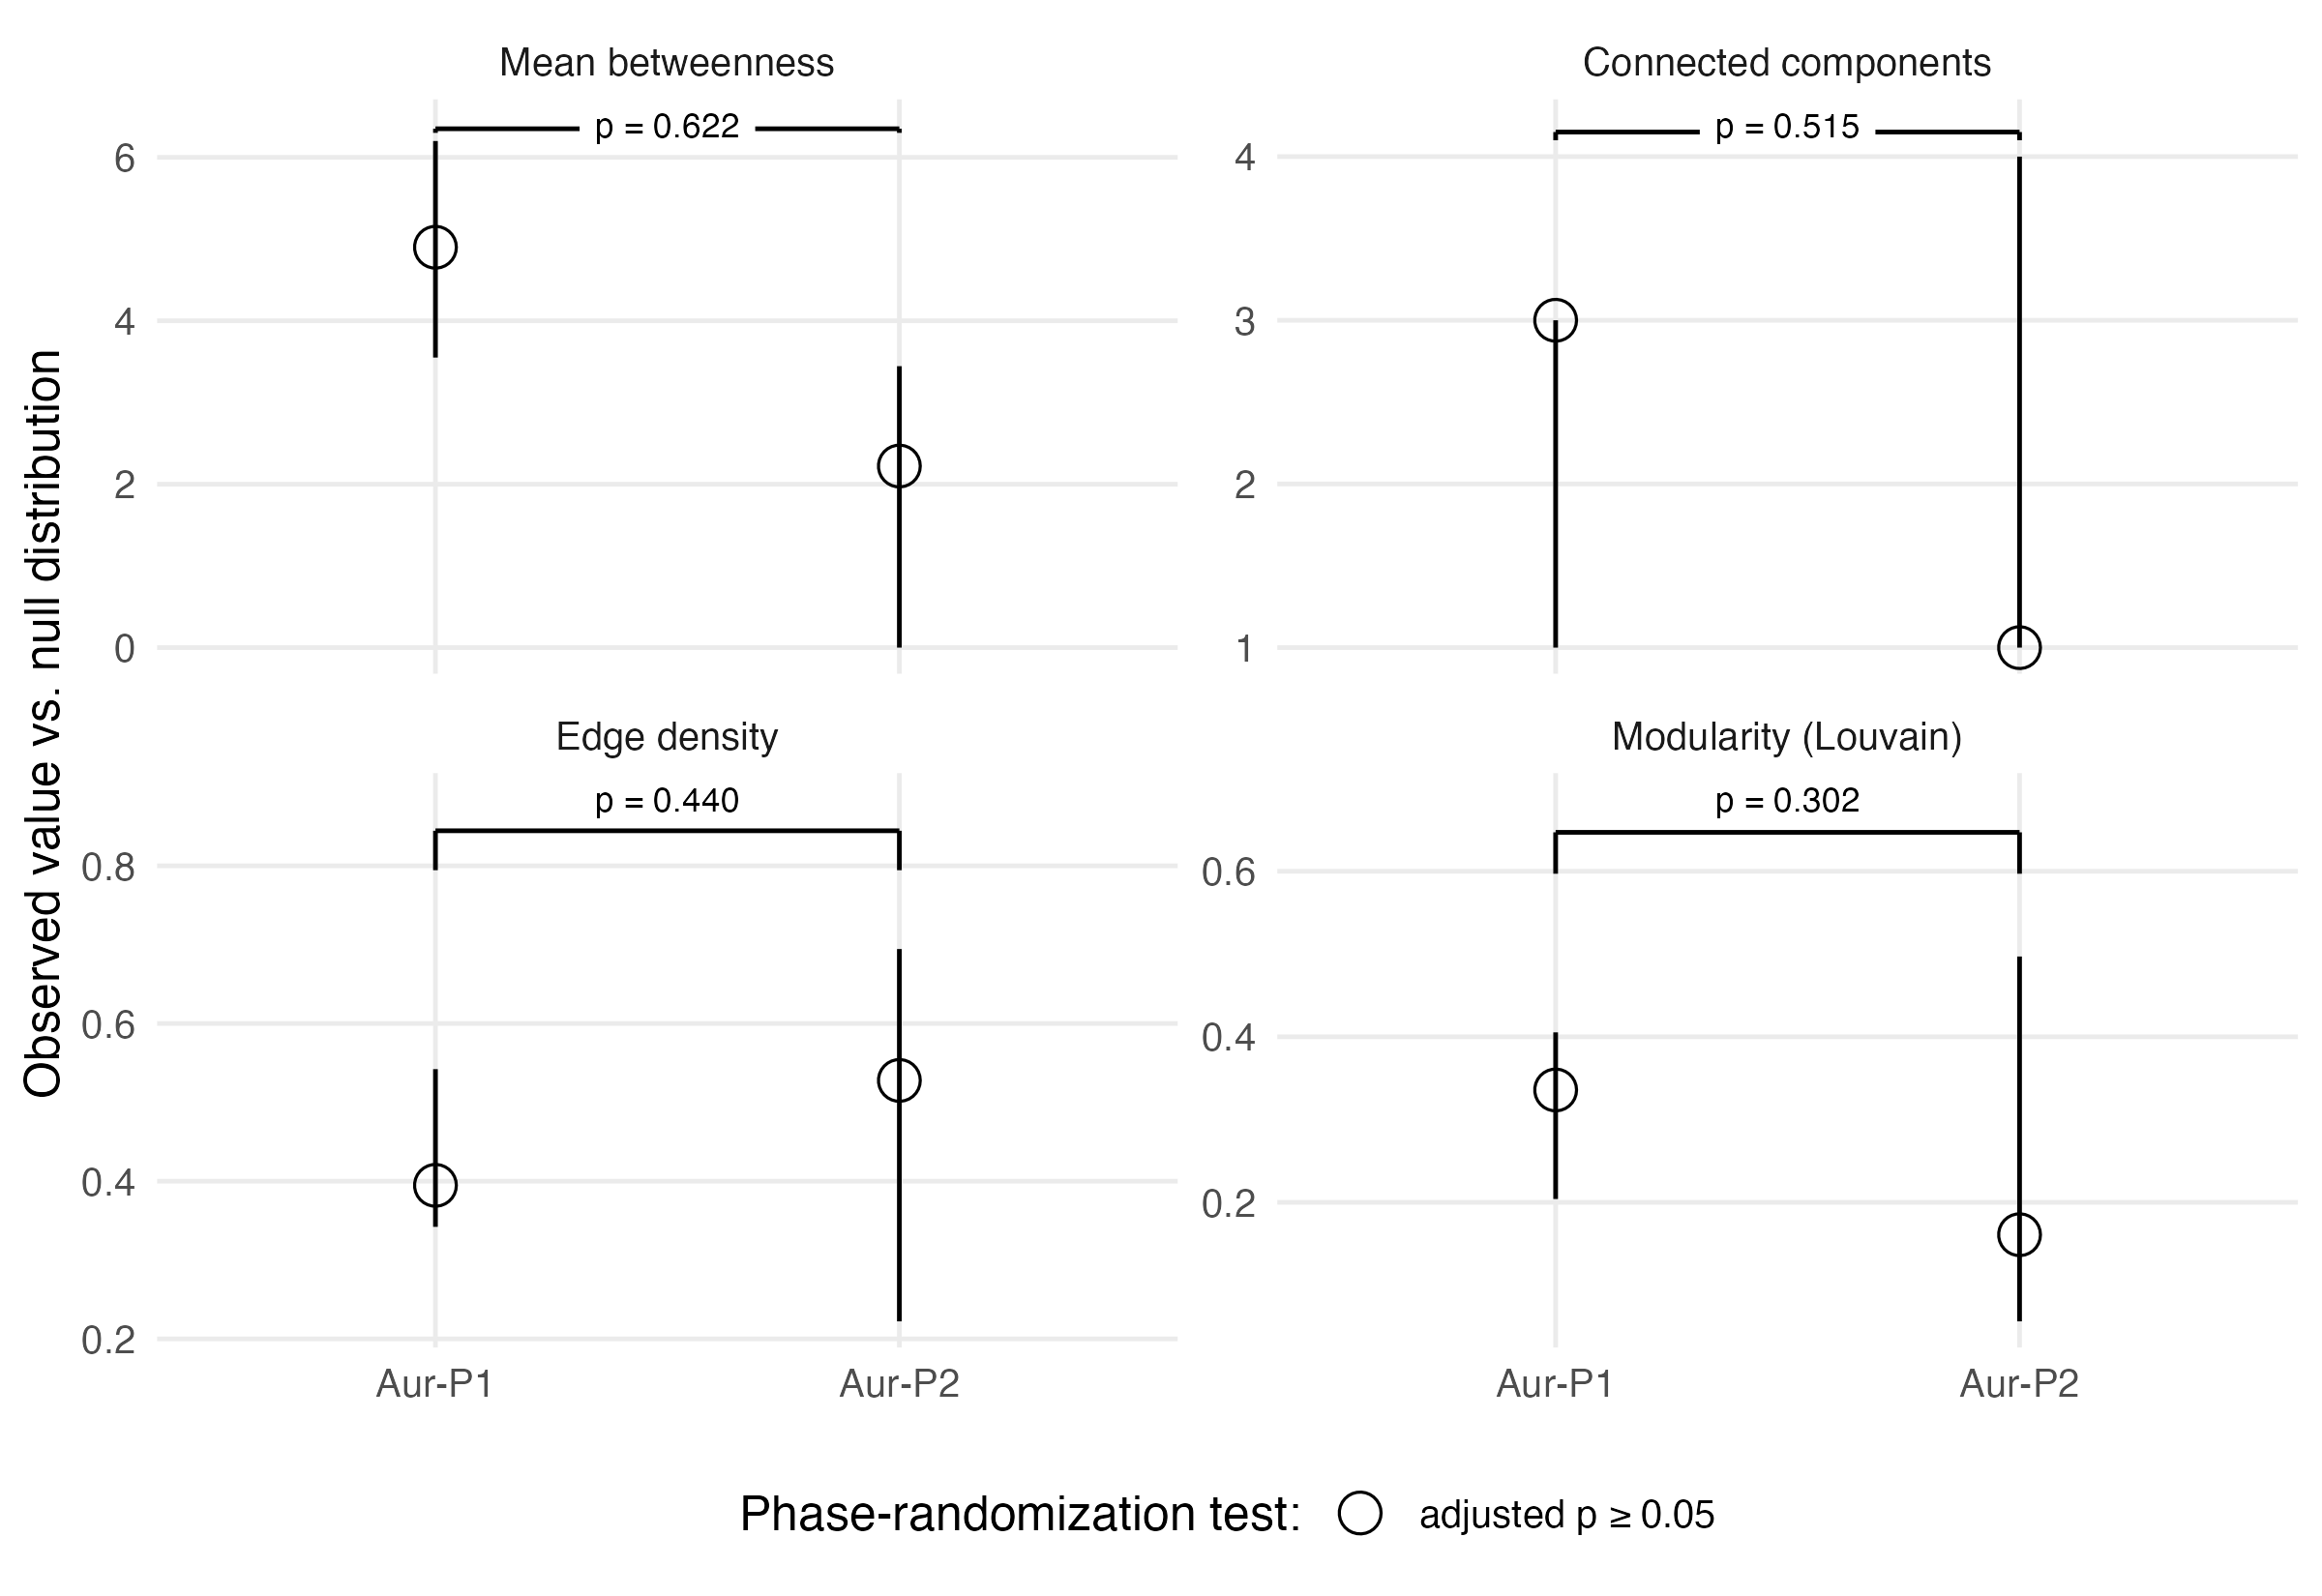 Observed value vs. null distribution
Mean betweenness
p = 0.622
6
4
2
0
Connected components
p = 0.515
4
3
2
1
Edge density
p = 0.440
0.8
0.6
0.4
0.2
Aur-P1 Aur-P2
Modularity (Louvain)
p = 0.302
0.6
0.4
0.2
Aur-P1 Aur-P2
Phase-randomization test: adjusted p ≥ 0.05